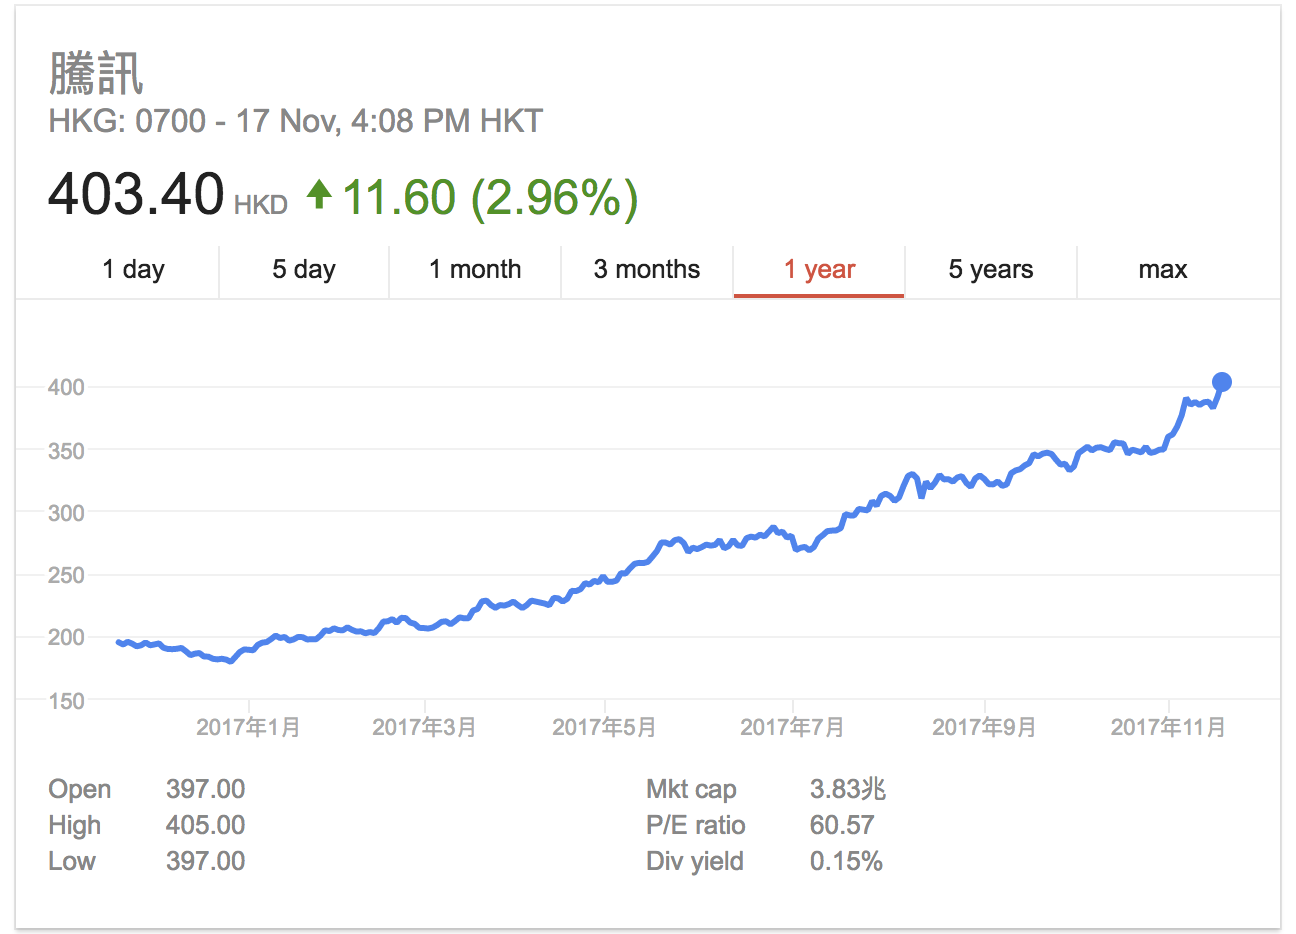 騰訊
HKG: 0700 - 17 Nov, 4:08 PM HKT
403.40 HKD 11.60 (2.96%)
1 day 5 day 1 month 3 months 1 year 5 years max
400
350
300
250
200
150
2017年1月 2017年3月 2017年5月 2017年7月 2017年9月 2017年11月
Open 397.00 Mkt cap 3.83兆
High 405.00 P/E ratio 60.57
Low 397.00 Div yield 0.15%